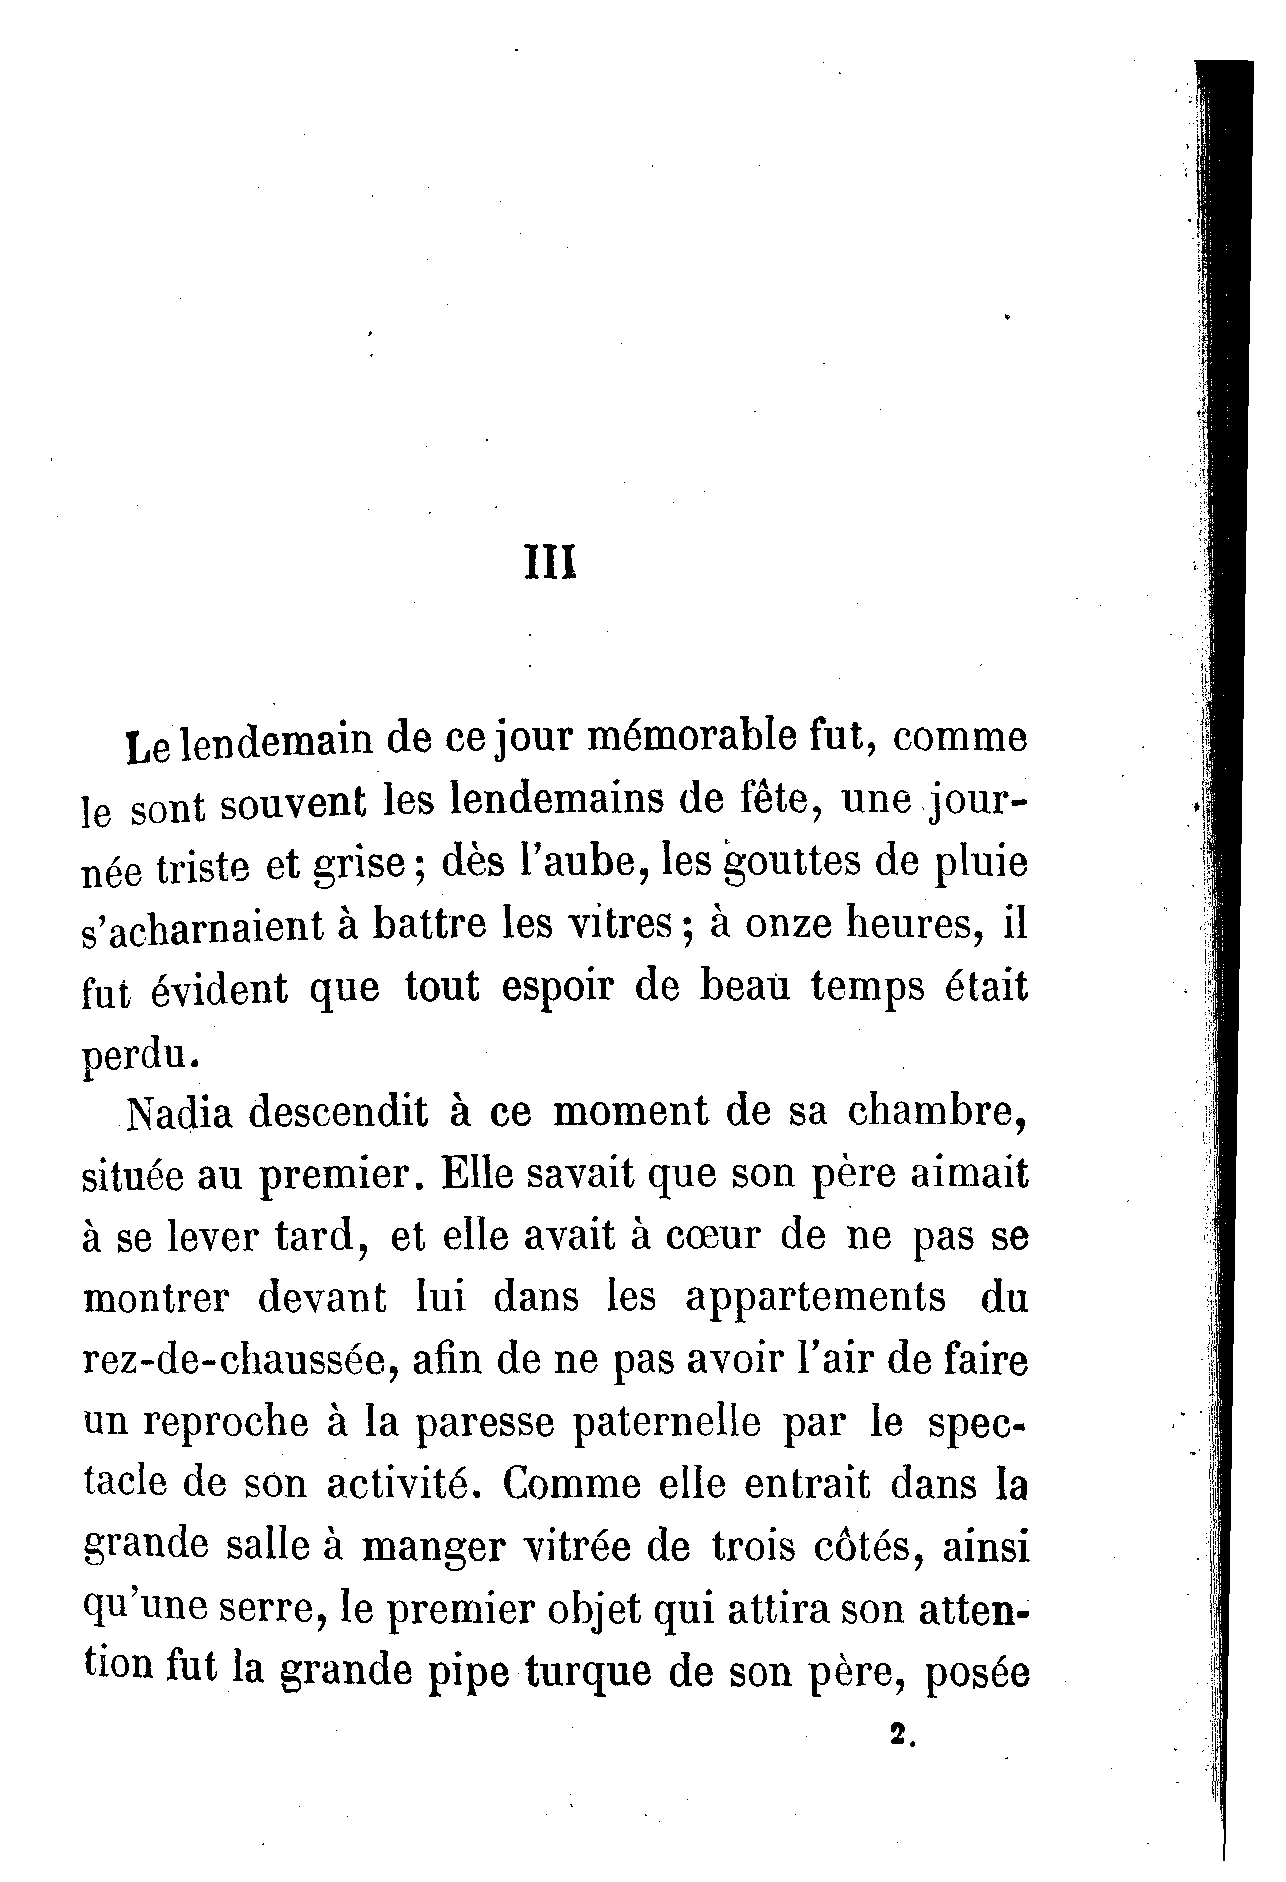 III
Le lendemain de ce jour mémorable fut, comme
le sont souvent les lendemains de fête, une jour-
née triste et grise ; dès l'aube, les gouttes de pluie
s'acharnaient à battre les vitres ; à onze heures, il
fut évident que tout espoir de beau temps était
perdu.
Nadia descendit à ce moment de sa chambre,
située au premier. Elle savait que son père aimait
à se lever tard, et elle avait à cœur de ne pas se
montrer devant lui dans les appartements du
rez-de-chaussée, afin de ne pas avoir l'air de faire
un reproche à la paresse paternelle par le spec-
tacle de son activité. Comme elle entrait dans la
grande salle à manger vitrée de trois côtés, ainsi
qu'une serre, le premier objet qui attira son atten-
tion fut la grande pipe turque de son père, posée
2.